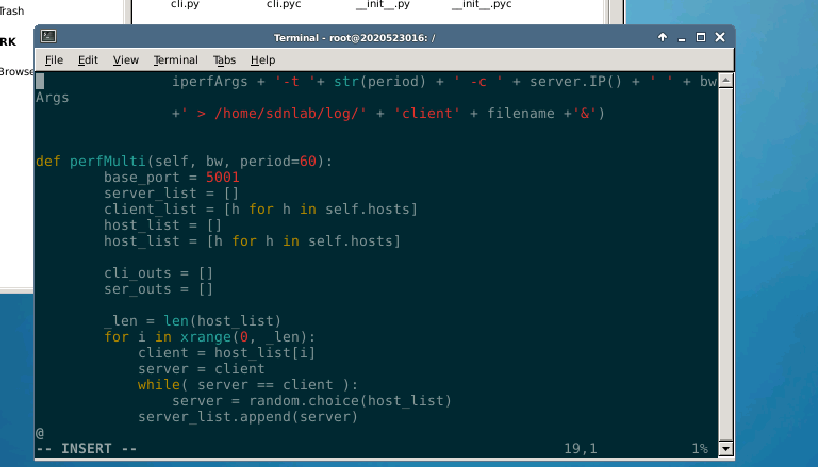 Trash
cli.py cli.pyc __init__.py __init__.pyc
RK
Browse
Terminal - root@2020523016: /
File Edit View Terminal Tabs Help
iperfArgs + '-t '+ str(period) + ' -c ' + server.IP() + ' ' + bw
Args
+' > /home/sdnlab/log/" + "client' + filename +'&')
def perfMulti(self, bw, period=60):
base_port = 5001
server_list = []
client_list = [h for h in self.hosts]
host_list = []
host_list = [h for h in self.hosts]
cli_outs = []
ser_outs = []
_len = len(host_list)
for i in xrange(0, _len):
client = host_list[i]
server = client
while( server == client ):
server = random.choice(host_list)
server_list.append(server)
@
-- INSERT -- 19,1 1%